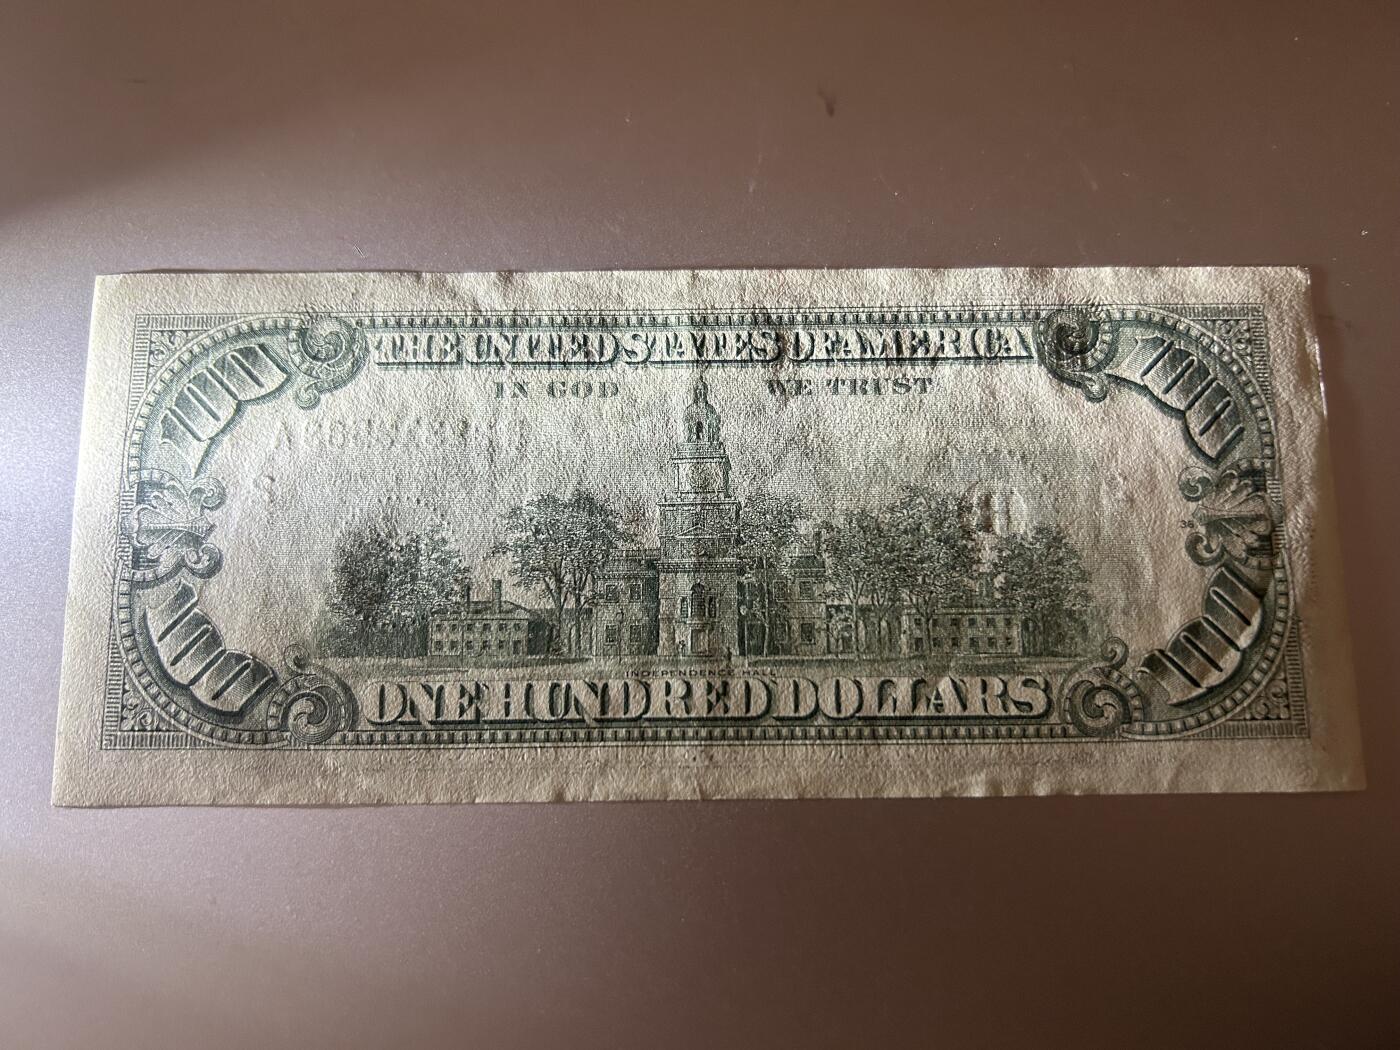 100 THE UNITED STATES OF AMERICA 100
IN GOD WE TRUST
INDEPENDENCE HALL
100 ONE HUNDRED DOLLARS 100